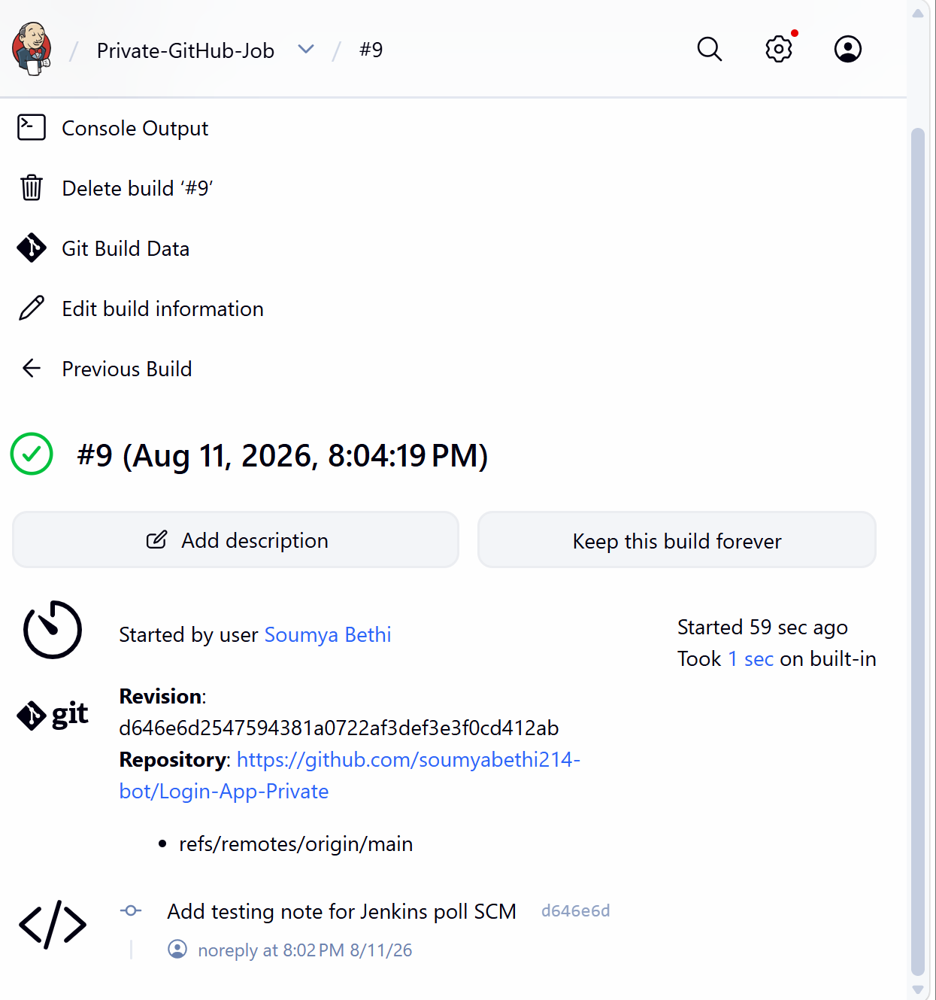 / Private-GitHub-Job / #9
Console Output
Delete build ‘#9’
Git Build Data
Edit build information
Previous Build
#9 (Aug 11, 2026, 8:04:19 PM)
Add description
Keep this build forever
Started by user Soumya Bethi
Started 59 sec ago
Took 1 sec on built-in
git
Revision:
d646e6d2547594381a0722af3def3e3f0cd412ab
Repository: https://github.com/soumyabethi214-
bot/Login-App-Private
• refs/remotes/origin/main
Add testing note for Jenkins poll SCM d646e6d
noreply at 8:02 PM 8/11/26